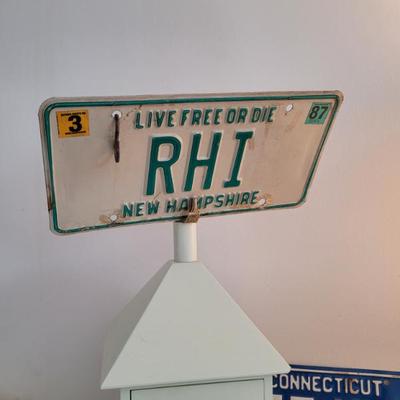 3
LIVE FREE OR DIE
87
RHI
NEW HAMPSHIRE
CONNECTICUT